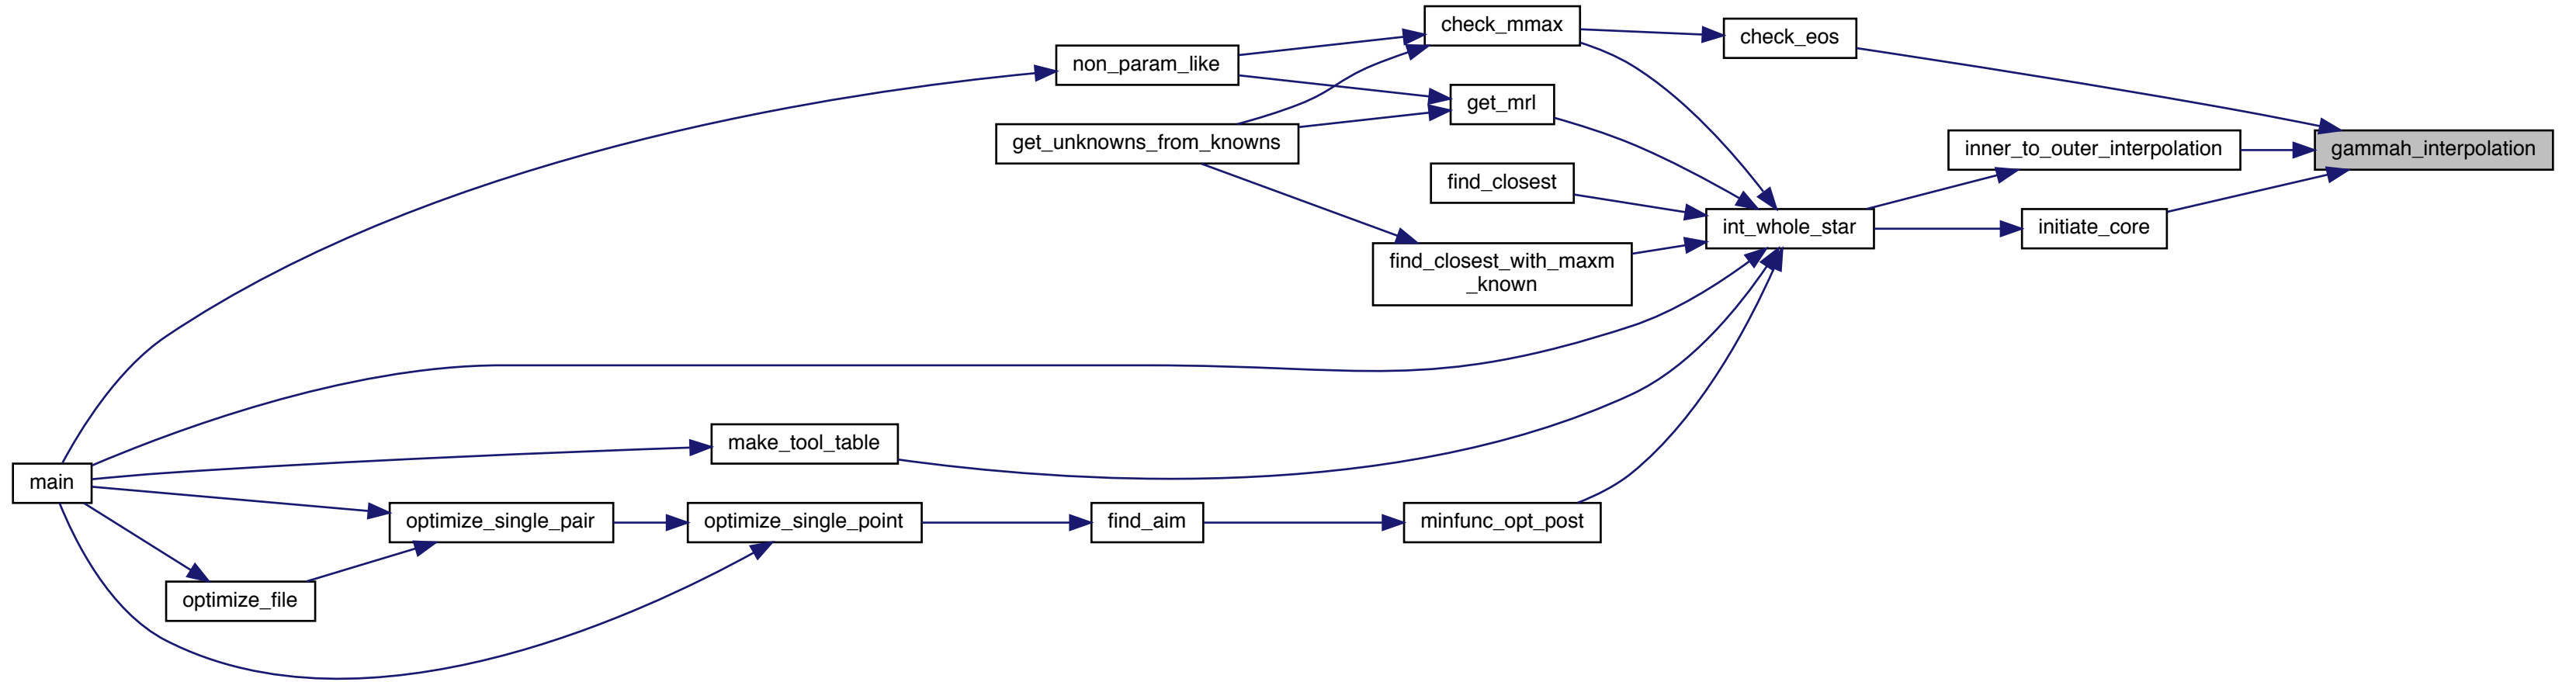 check_mmax
check_eos
non_param_like
get_mrl
get_unknowns_from_knowns
inner_to_outer_interpolation
gammah_interpolation
find_closest
int_whole_star
initiate_core
find_closest_with_maxm
_known
make_tool_table
main
optimize_single_pair
optimize_single_point
find_aim
minfunc_opt_post
optimize_file